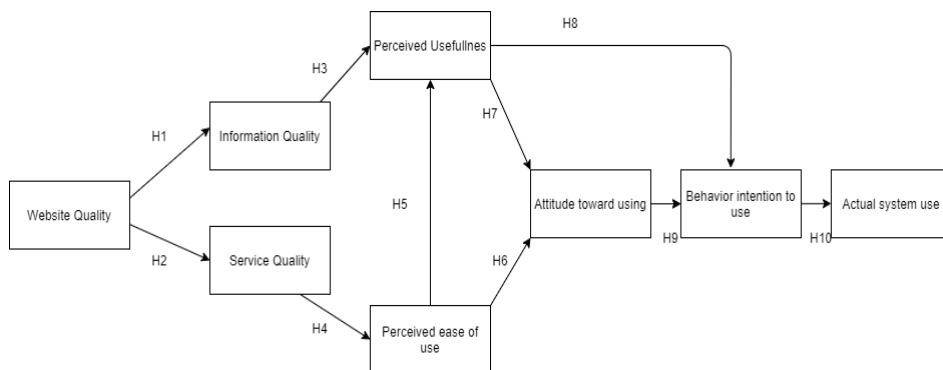 H8
Perceived Usefullnes
H3
H7
Information Quality
H1
Website Quality
H5
Attitude toward using
Behavior intention to
use
Actual system use
H9
H10
H2
Service Quality
H6
H4
Perceived ease of
use